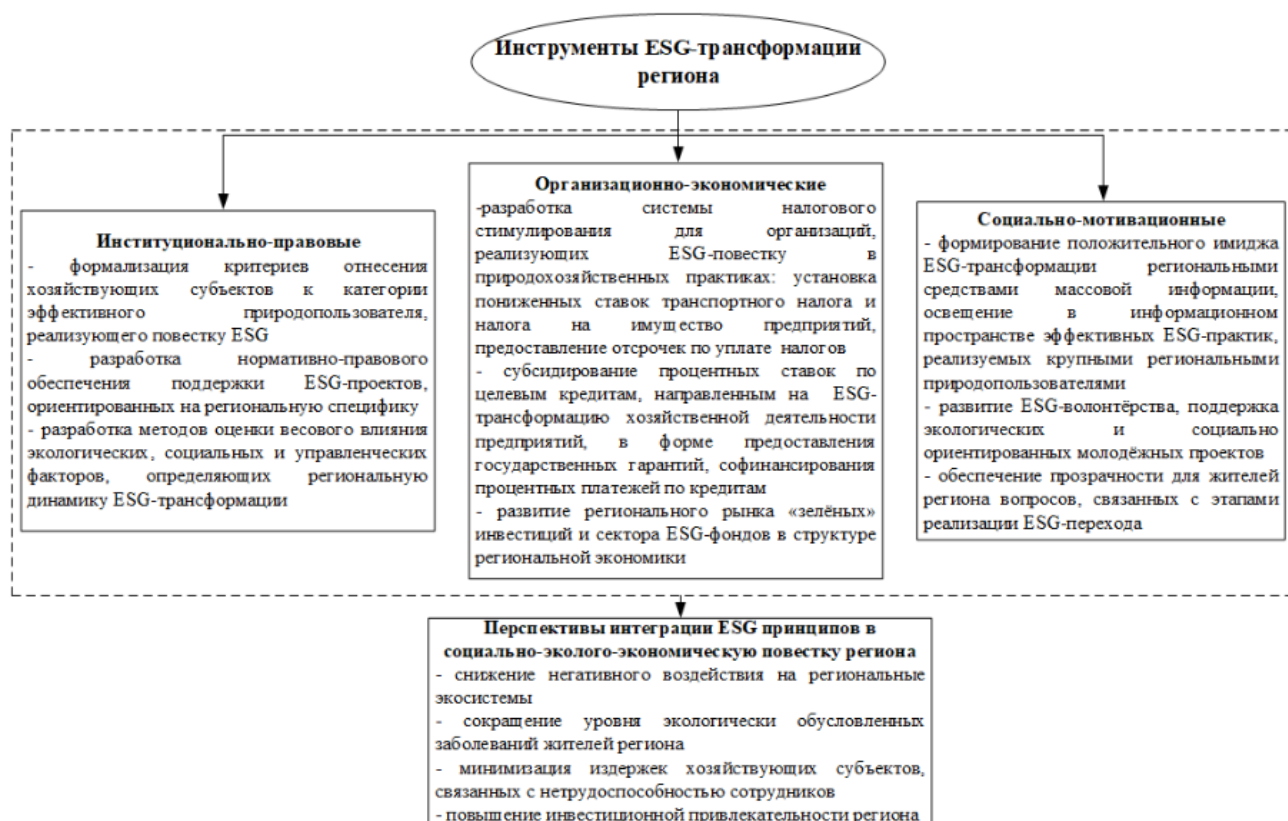 Инструменты ESG-трансформации
региона
Институционально-правовые
- формализация критериев отнесения
хозяйствующих субъектов к категории
эффективного природопользователя,
реализующего повестку ESG
- разработка нормативно-правового
обеспечения поддержки ESG-проектов,
ориентированных на региональную специфику
- разработка методов оценки весового влияния
экологических, социальных и управленческих
факторов, определяющих региональную
динамику ESG-трансформации
Организационно-экономические
-разработка системы налогового
стимулирования для организаций,
реализующих ESG-повестку в
природохозяйственных практиках: установка
пониженных ставок транспортного налога и
налога на имущество предприятий,
предоставление отсрочек по уплате налогов
- субсидирование процентных ставок по
целевым кредитам, направленным на ESG-
трансформацию хозяйственной деятельности
предприятий, в форме предоставления
государственных гарантий, софинансирования
процентных платежей по кредитам
- развитие регионального рынка «зелёных»
инвестиций и сектора ESG-фондов в структуре
региональной экономики
Социально-мотивационные
- формирование положительного имиджа
ESG-трансформации региональными
средствами массовой информации,
освещение в информационном
пространстве эффективных ESG-практик,
реализуемых крупными региональными
природопользователями
- развитие ESG-волонтёрства, поддержка
экологических и социально
ориентированных молодёжных проектов
- обеспечение прозрачности для жителей
региона вопросов, связанных с этапами
реализации ESG-перехода
Перспективы интеграции ESG принципов в
социально-эколого-экономическую повестку региона
- снижение негативного воздействия на региональные
экосистемы
- сокращение уровня экологически обусловленных
заболеваний жителей региона
- минимизация издержек хозяйствующих субъектов,
связанных с нетрудоспособностью сотрудников
- повышение инвестиционной привлекательности региона